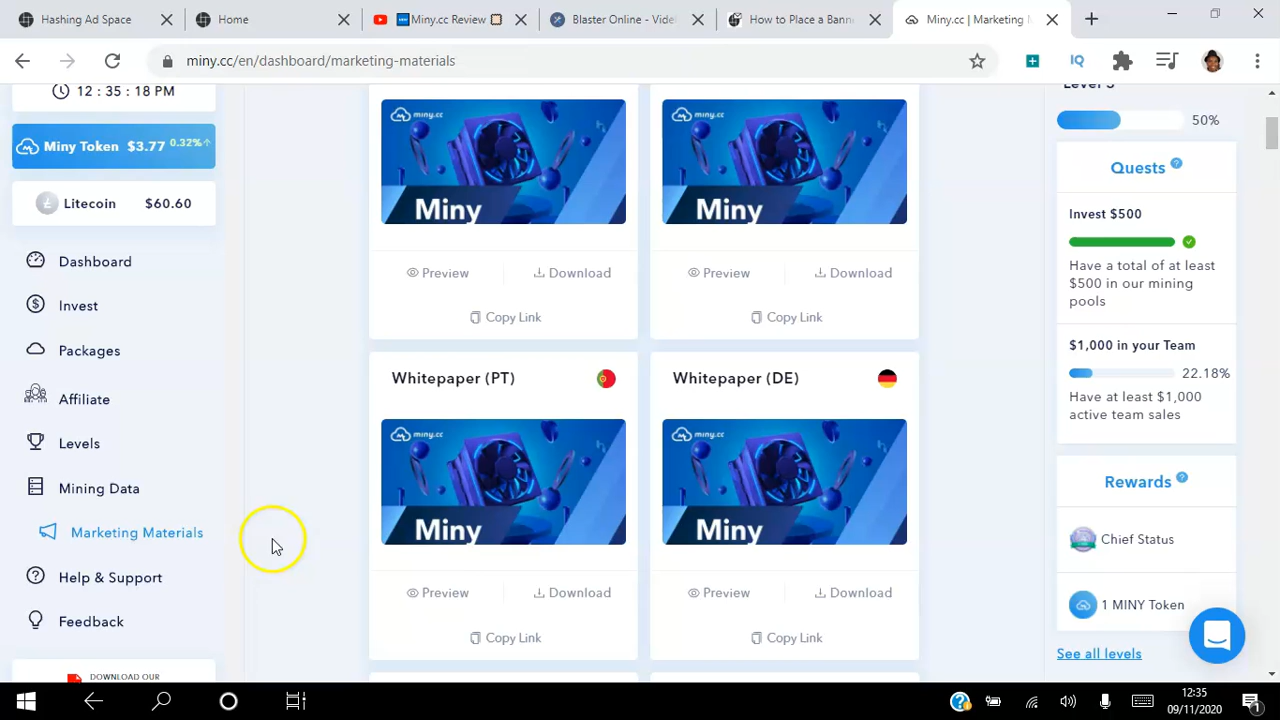 Hashing Ad Space
Home
Miny.cc Review
Blaster Online - Vide
How to Place a Bann
Miny.cc | Marketing M
miny.cc/en/dashboard/marketing-materials
IQ
12 : 35 : 18 PM
Miny Token $3.77 0.32%↑
Litecoin $60.60
Dashboard
Invest
Packages
Affiliate
Levels
Mining Data
Marketing Materials
Help & Support
Feedback
DOWNLOAD OUR
miny.cc
Miny
Preview
Download
Copy Link
miny.cc
Miny
Preview
Download
Copy Link
Whitepaper (PT)
miny.cc
Miny
Preview
Download
Copy Link
Whitepaper (DE)
miny.cc
Miny
Preview
Download
Copy Link
50%
Quests ?
Invest $500
Have a total of at least
$500 in our mining
pools
$1,000 in your Team
22.18%
Have at least $1,000
active team sales
Rewards ?
Chief Status
1 MINY Token
See all levels
12:35
09/11/2020
1